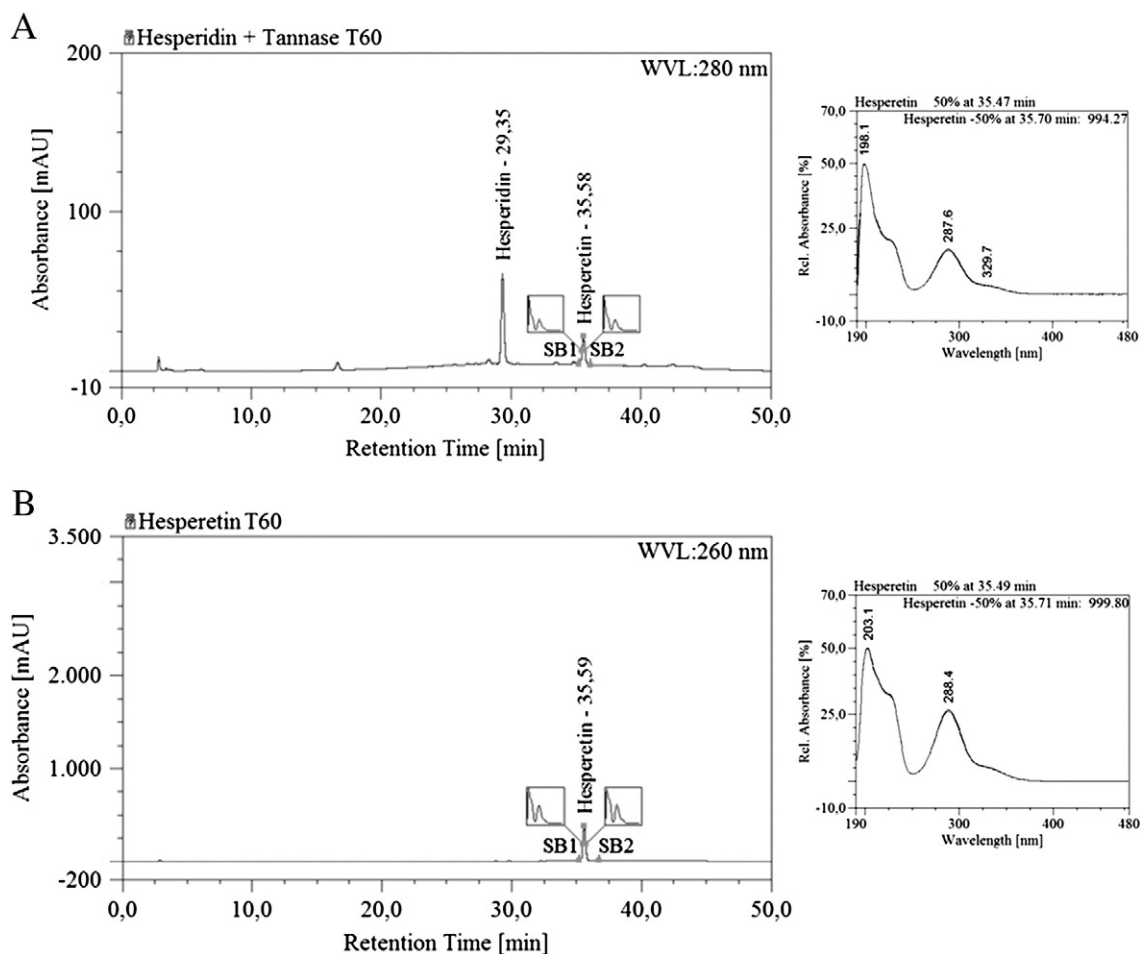 A
Hesperidin + Tannase T60
200
WVL:280 nm
Hesperidin - 29,35
Hesperetin - 35,58
100
Absorbance [mAU]
SB1
SB2
-10
0,0
10,0
20,0
30,0
40,0
50,0
Retention Time [min]
Hesperetin 50% at 35.47 min
70.0
Hesperetin -50% at 35.70 min: 994.27
198.1
50.0
Rel. Absorbance [%]
25.0
287.6
329.7
-10.0
190
300
400
480
Wavelength [nm]
B
Hesperetin T60
3.500
WVL:260 nm
2.000
Hesperetin - 35,59
Absorbance [mAU]
1.000
SB1
SB2
-200
0,0
10,0
20,0
30,0
40,0
50,0
Retention Time [min]
Hesperetin 50% at 35.49 min
70,0
Hesperetin -50% at 35.71 min: 999.80
203.1
50.0
Rel. Absorbance [%]
25.0
288.4
-10,0
190
300
400
480
Wavelength [nm]